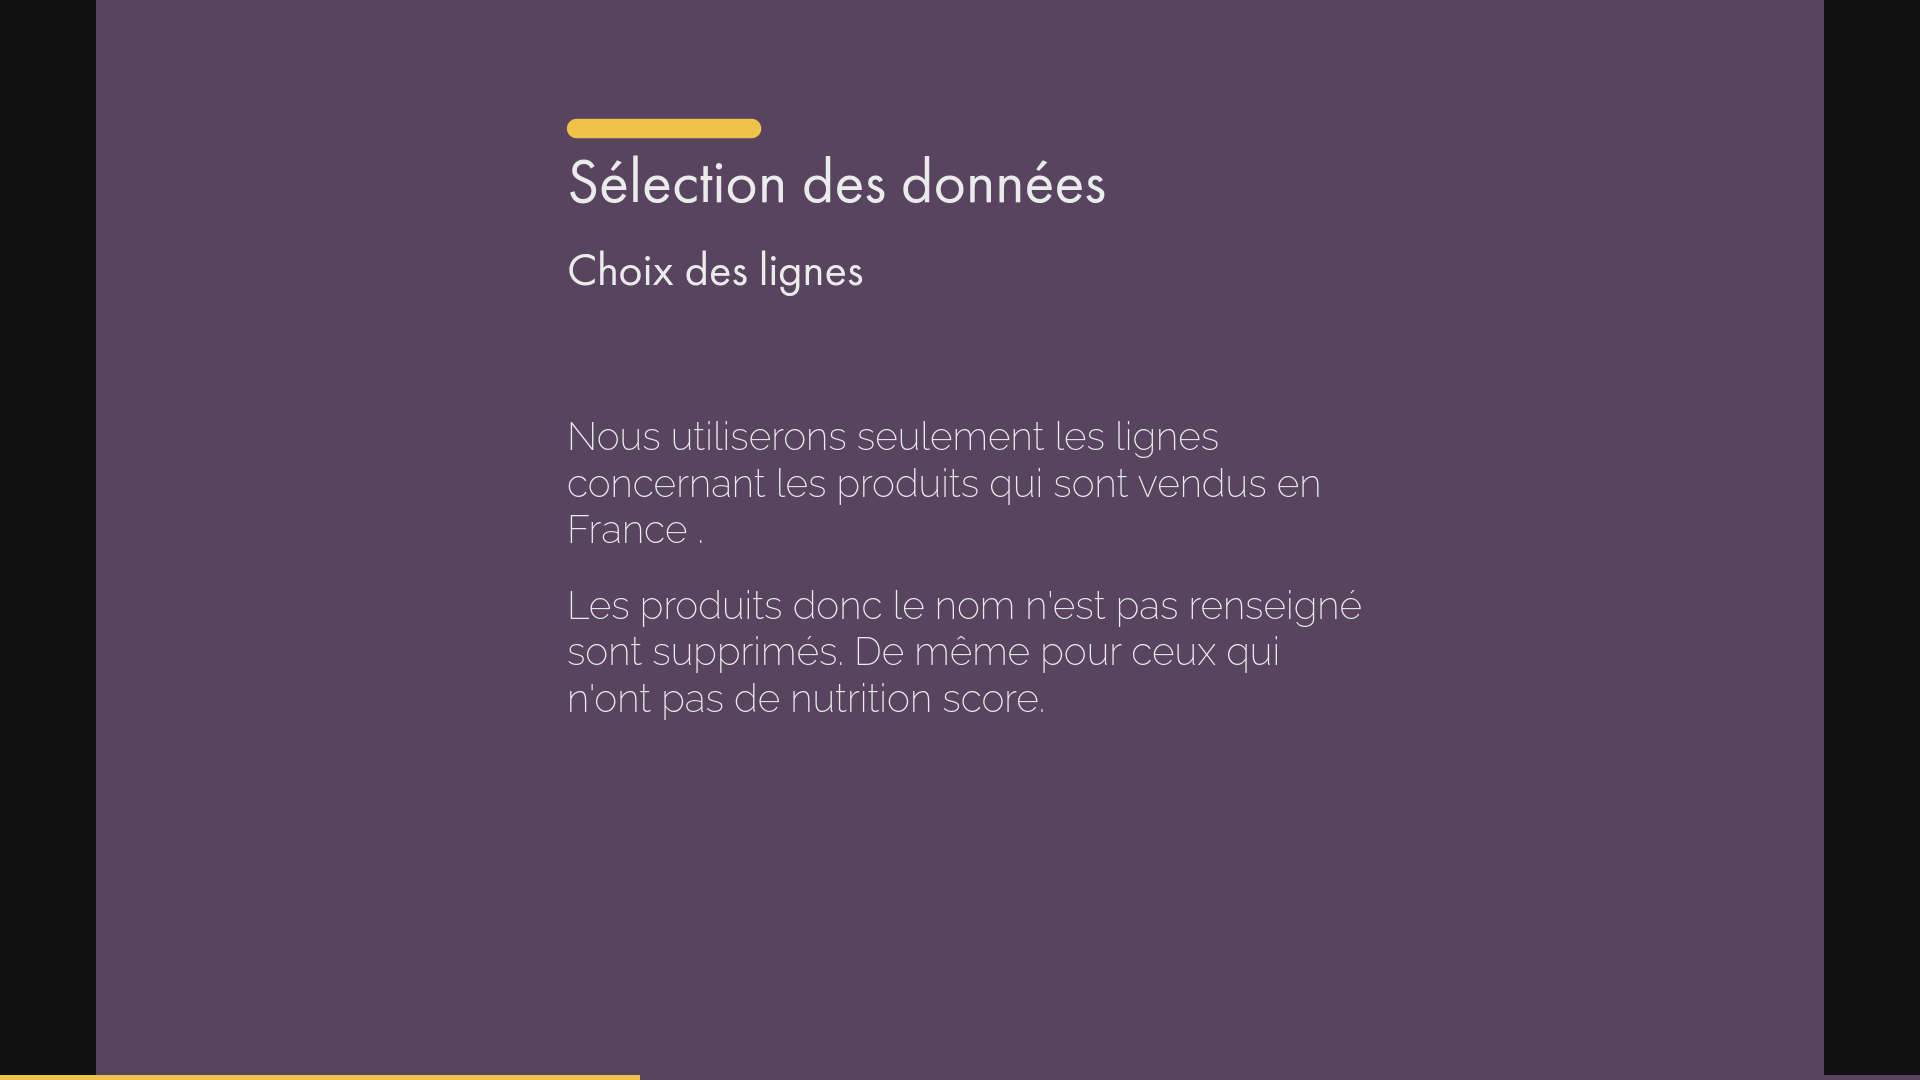 Sélection des données
Choix des lignes
Nous utiliserons seulement les lignes
concernant les produits qui sont vendus en
France .
Les produits donc le nom n'est pas renseigné
sont supprimés. De même pour ceux qui
n'ont pas de nutrition score.